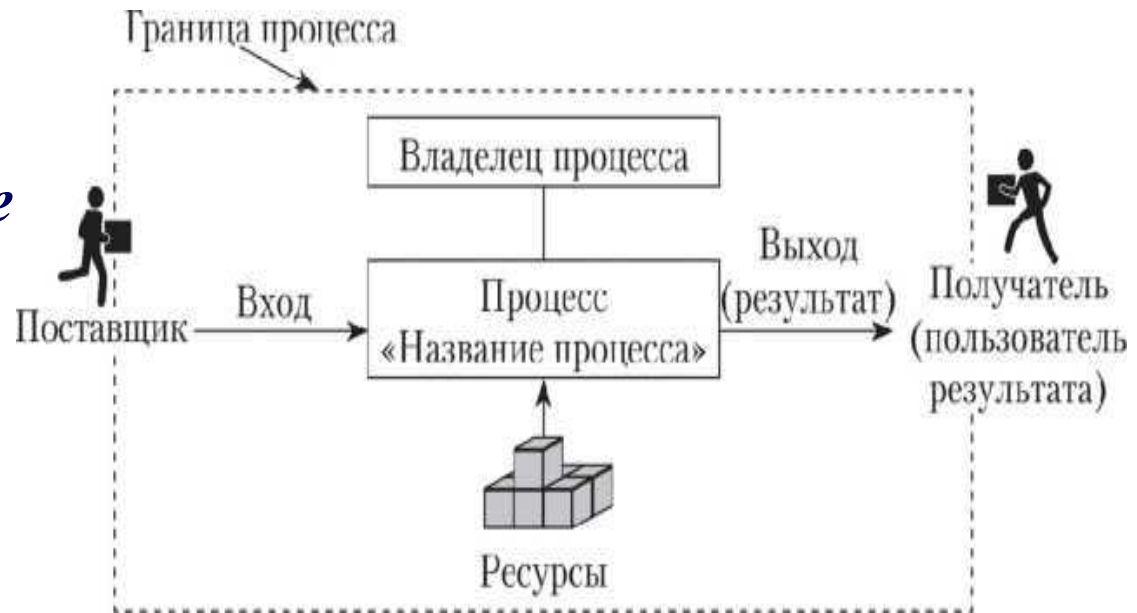 Граница процесса
Владелец процесса
е
Поставщик
Вход
Процесс
«Название процесса»
Выход
(результат)
Получатель
(пользователь
результата)
Ресурсы